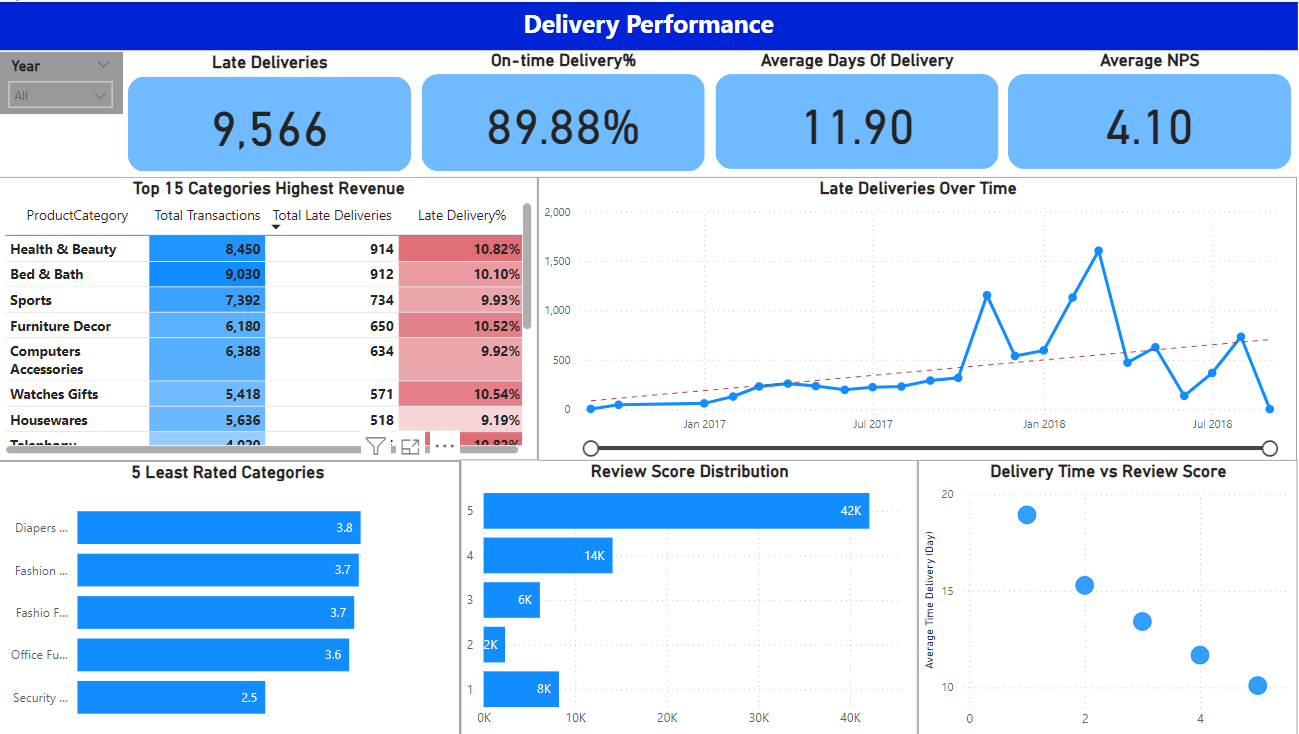 Delivery Performance
Year
All
Late Deliveries
9,566
On-time Delivery%
89.88%
Average Days Of Delivery
11.90
Average NPS
4.10
Top 15 Categories Highest Revenue
ProductCategory Total Transactions Total Late Deliveries Late Delivery%
Health & Beauty 8,450 914 10.82%
Bed & Bath 9,030 912 10.10%
Sports 7,392 734 9.93%
Furniture Decor 6,180 650 10.52%
Computers 6,388 634 9.92%
Accessories
Watches Gifts 5,418 571 10.54%
Housewares 5,636 518 9.19%
Late Deliveries Over Time
2,000
1,500
1,000
500
0
Jan 2017 Jul 2017 Jan 2018 Jul 2018
5 Least Rated Categories
Diapers ... 3.8
Fashion ... 3.7
Fashio F... 3.7
Office Fu... 3.6
Security ... 2.5
Review Score Distribution
5 42K
4 14K
3 6K
2 2K
1 8K
0K 10K 20K 30K 40K
Delivery Time vs Review Score
Average Time Delivery (Day)
20
15
10
0 2 4